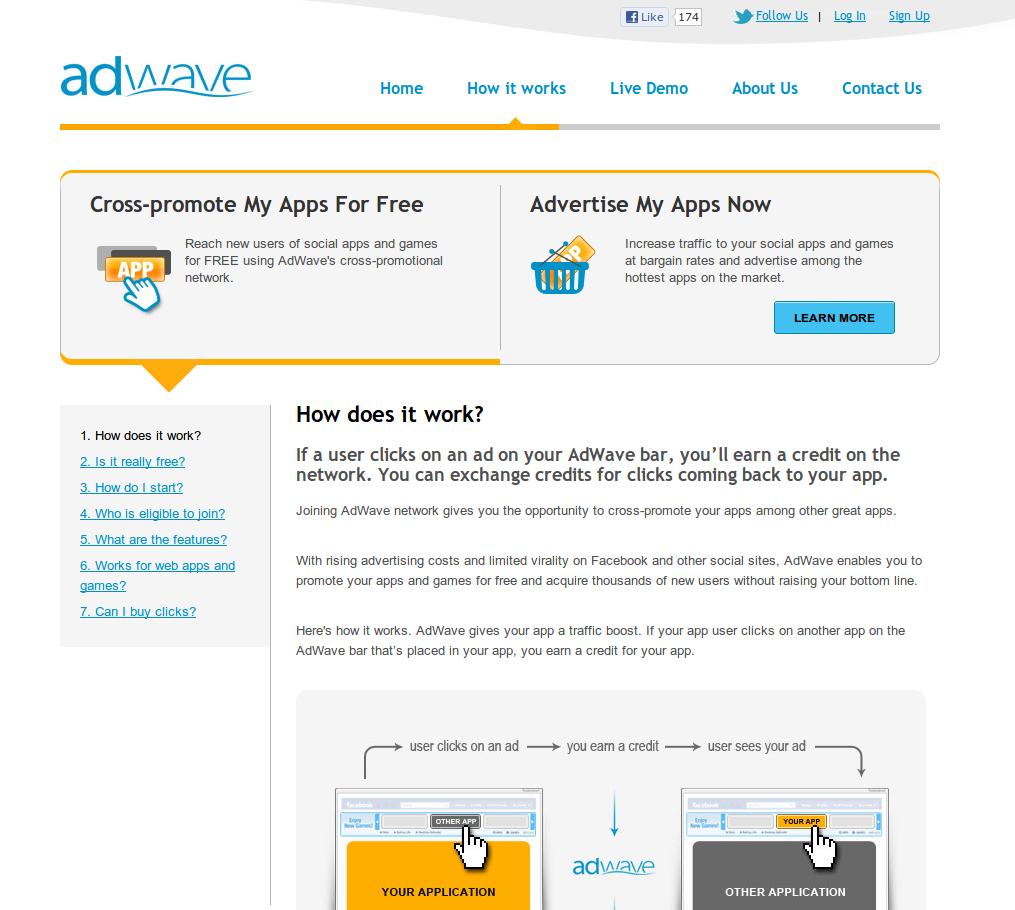 Like 174 Follow Us | Log In Sign Up
adwave
Home How it works Live Demo About Us Contact Us
Cross-promote My Apps For Free
APP
Reach new users of social apps and games
for FREE using AdWave's cross-promotional
network.
Advertise My Apps Now
Increase traffic to your social apps and games
at bargain rates and advertise among the
hottest apps on the market.
LEARN MORE
1. How does it work?
2. Is it really free?
3. How do I start?
4. Who is eligible to join?
5. What are the features?
6. Works for web apps and
games?
7. Can I buy clicks?
How does it work?
If a user clicks on an ad on your AdWave bar, you’ll earn a credit on the
network. You can exchange credits for clicks coming back to your app.
Joining AdWave network gives you the opportunity to cross-promote your apps among other great apps.
With rising advertising costs and limited virality on Facebook and other social sites, AdWave enables you to
promote your apps and games for free and acquire thousands of new users without raising your bottom line.
Here's how it works. AdWave gives your app a traffic boost. If your app user clicks on another app on the
AdWave bar that’s placed in your app, you earn a credit for your app.
user clicks on an ad you earn a credit user sees your ad
facebook
Enjoy
New Games!
OTHER APP
YOUR APPLICATION
adwave
facebook
Enjoy
New Games!
YOUR APP
OTHER APPLICATION